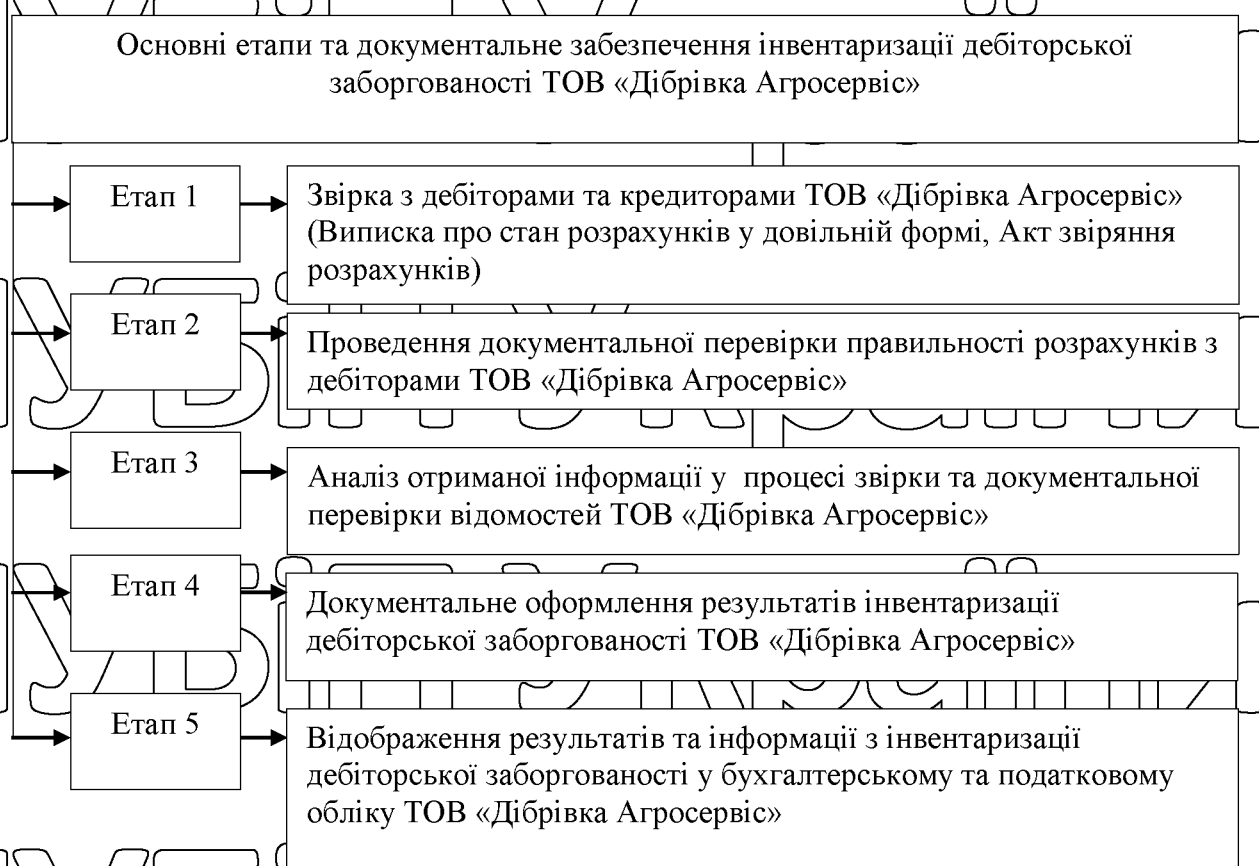 Основні етапи та документальне забезпечення інвентаризації дебіторської
заборгованості ТОВ «Дібрівка Агросервіс»
Етап 1
Звірка з дебіторами та кредиторами ТОВ «Дібрівка Агросервіс»
(Виписка про стан розрахунків у довільній формі, Акт звіряння
розрахунків)
Етап 2
Проведення документальної перевірки правильності розрахунків з
дебіторами ТОВ «Дібрівка Агросервіс»
Етап 3
Аналіз отриманої інформації у  процесі звірки та документальної
перевірки відомостей ТОВ «Дібрівка Агросервіс»
Етап 4
Документальне оформлення результатів інвентаризації
дебіторської заборгованості ТОВ «Дібрівка Агросервіс»
Етап 5
Відображення результатів та інформації з інвентаризації
дебіторської заборгованості у бухгалтерському та податковому
обліку ТОВ «Дібрівка Агросервіс»